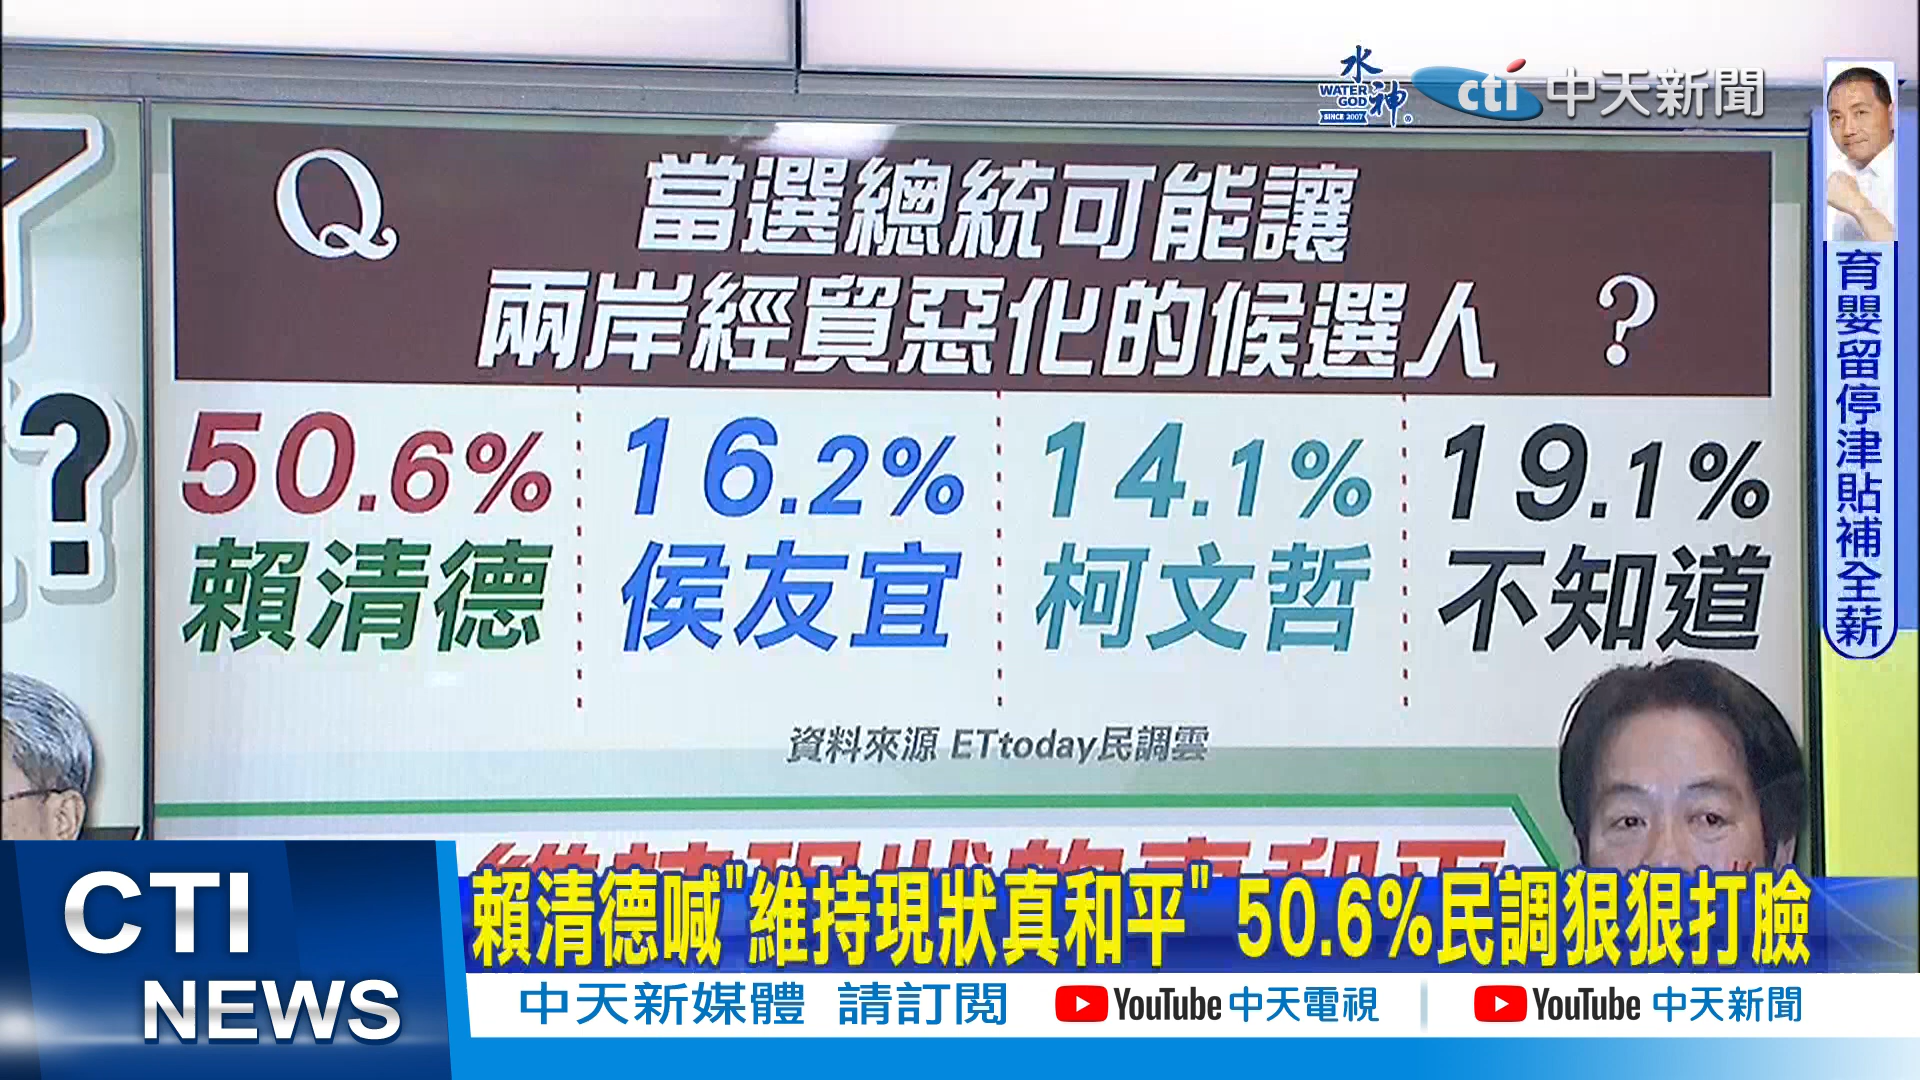 水神
WATER
GOD
SINCE 2007
cti 中天新聞
Q 當選總統可能讓
兩岸經貿惡化的候選人 ?
50.6% 16.2% 14.1% 19.1%
賴清德 侯友宜 柯文哲 不知道
資料來源 ETtoday民調雲
?
育嬰留停津貼補全薪
賴清德喊"維持現狀真和平" 50.6%民調狠狠打臉
CTI
NEWS
中天新媒體 請訂閱 YouTube 中天電視 | YouTube 中天新聞